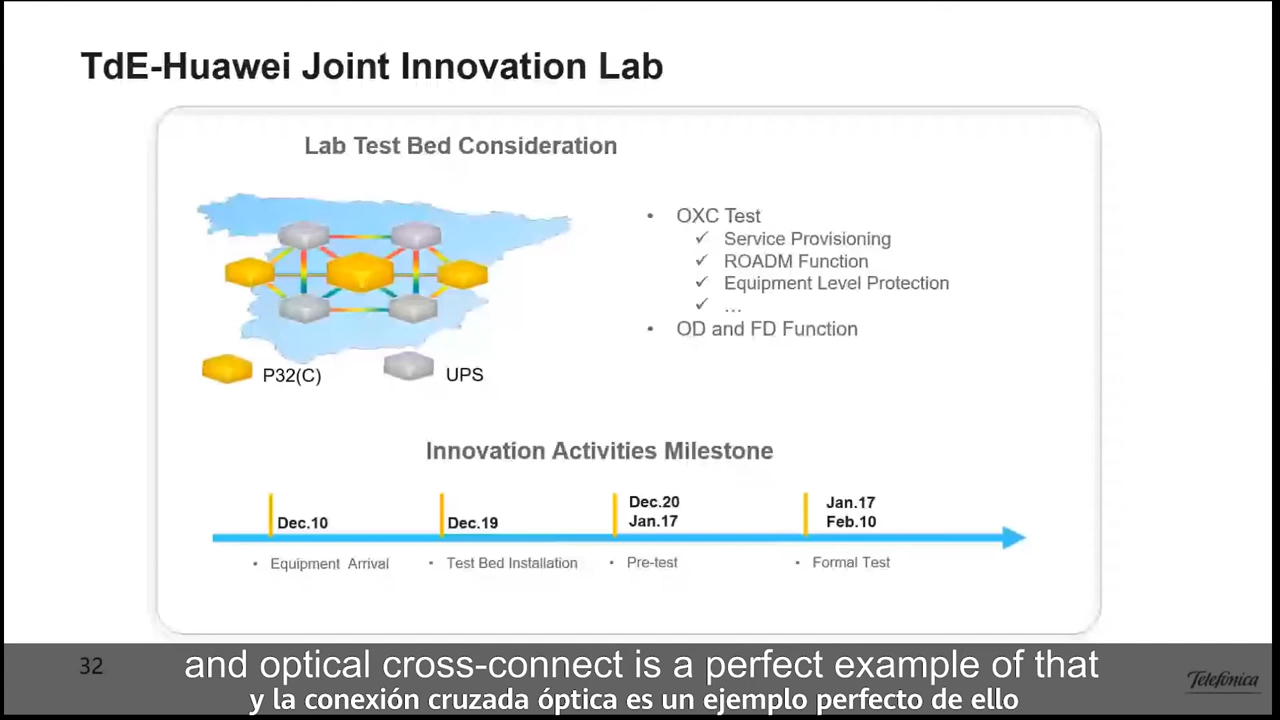 TdE-Huawei Joint Innovation Lab
Lab Test Bed Consideration
• OXC Test
✓ Service Provisioning
✓ ROADM Function
✓ Equipment Level Protection
✓ …
• OD and FD Function
P32(C)
UPS
Innovation Activities Milestone
Dec.10
Dec.19
Dec.20
Jan.17
Jan.17
Feb.10
• Equipment Arrival
• Test Bed Installation
• Pre-test
• Formal Test
32
and optical cross-connect is a perfect example of that
y la conexión cruzada óptica es un ejemplo perfecto de ello
Telefónica